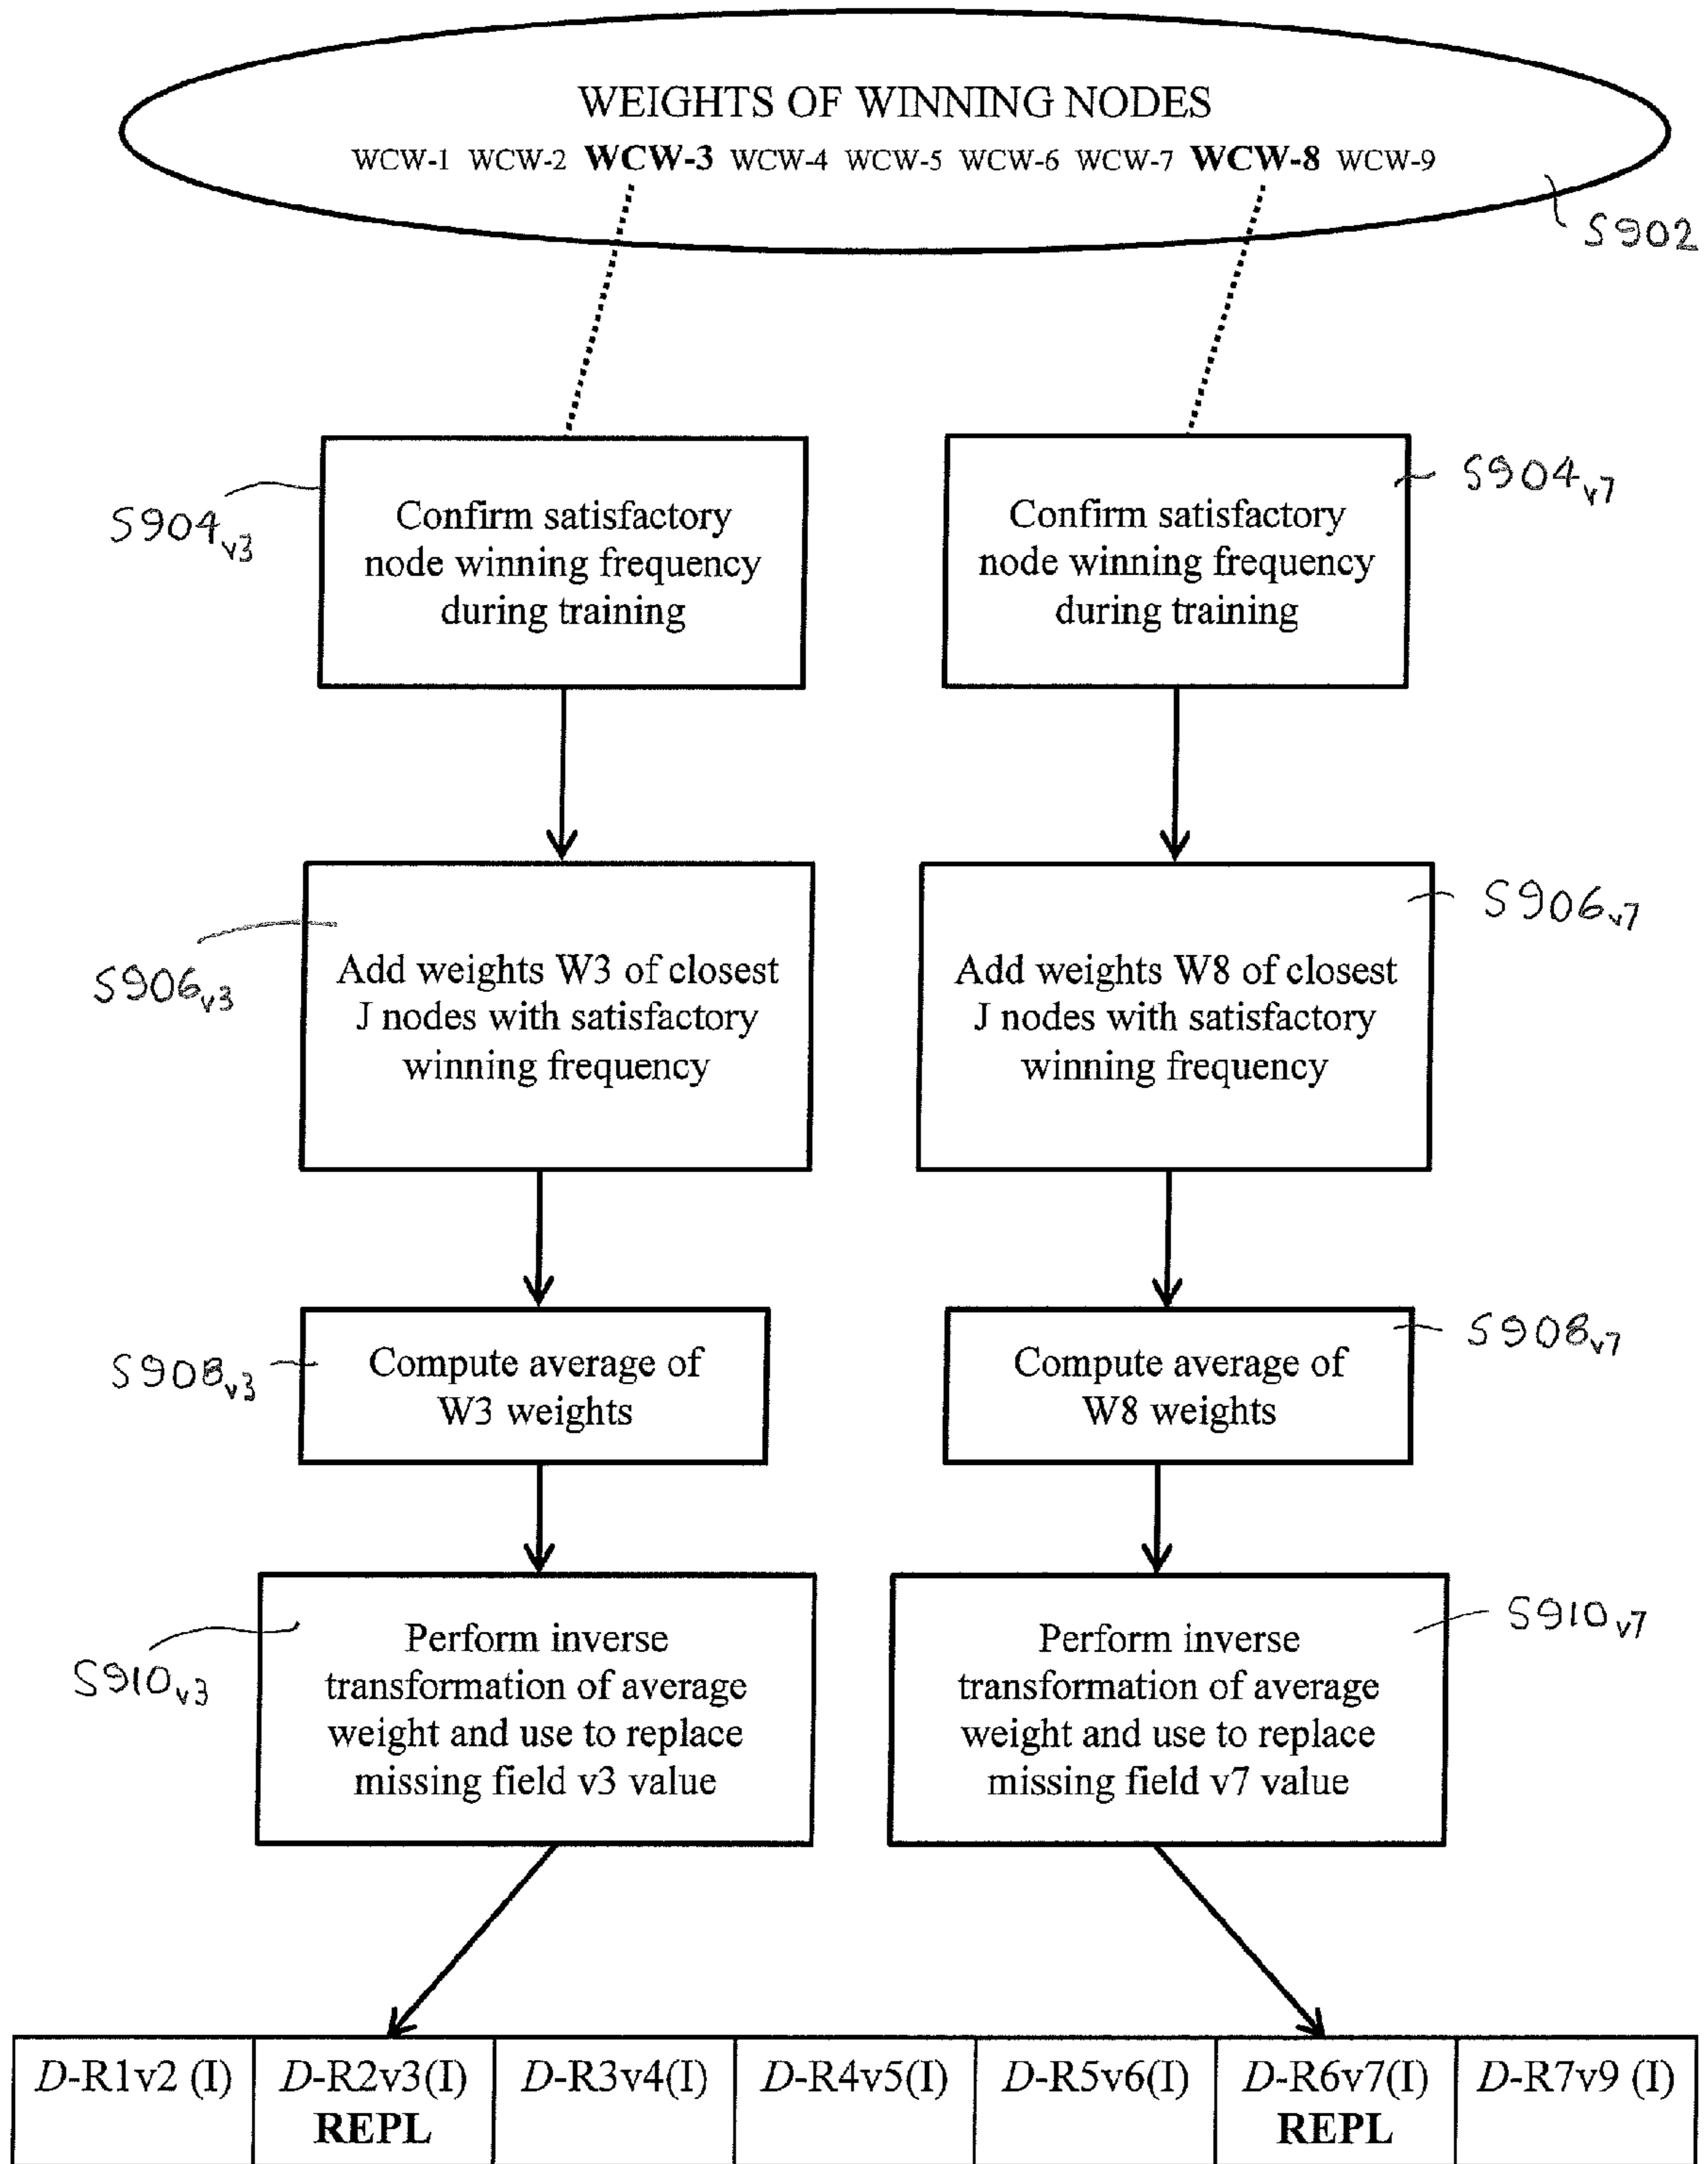 WEIGHTS OF WINNING NODES
WCW-1 WCW-2 WCW-3 WCW-4 WCW-5 WCW-6 WCW-7 WCW-8 WCW-9
S902
Confirm satisfactory
node winning frequency
during training
S904v3
Confirm satisfactory
node winning frequency
during training
S904v7
Add weights W3 of closest
J nodes with satisfactory
winning frequency
S906v3
Add weights W8 of closest
J nodes with satisfactory
winning frequency
S906v7
Compute average of
W3 weights
S908v3
Compute average of
W8 weights
S908v7
Perform inverse
transformation of average
weight and use to replace
missing field v3 value
S910v3
Perform inverse
transformation of average
weight and use to replace
missing field v7 value
S910v7
D-R1v2 (I)
D-R2v3(I)
REPL
D-R3v4(I)
D-R4v5(I)
D-R5v6(I)
D-R6v7(I)
REPL
D-R7v9 (I)